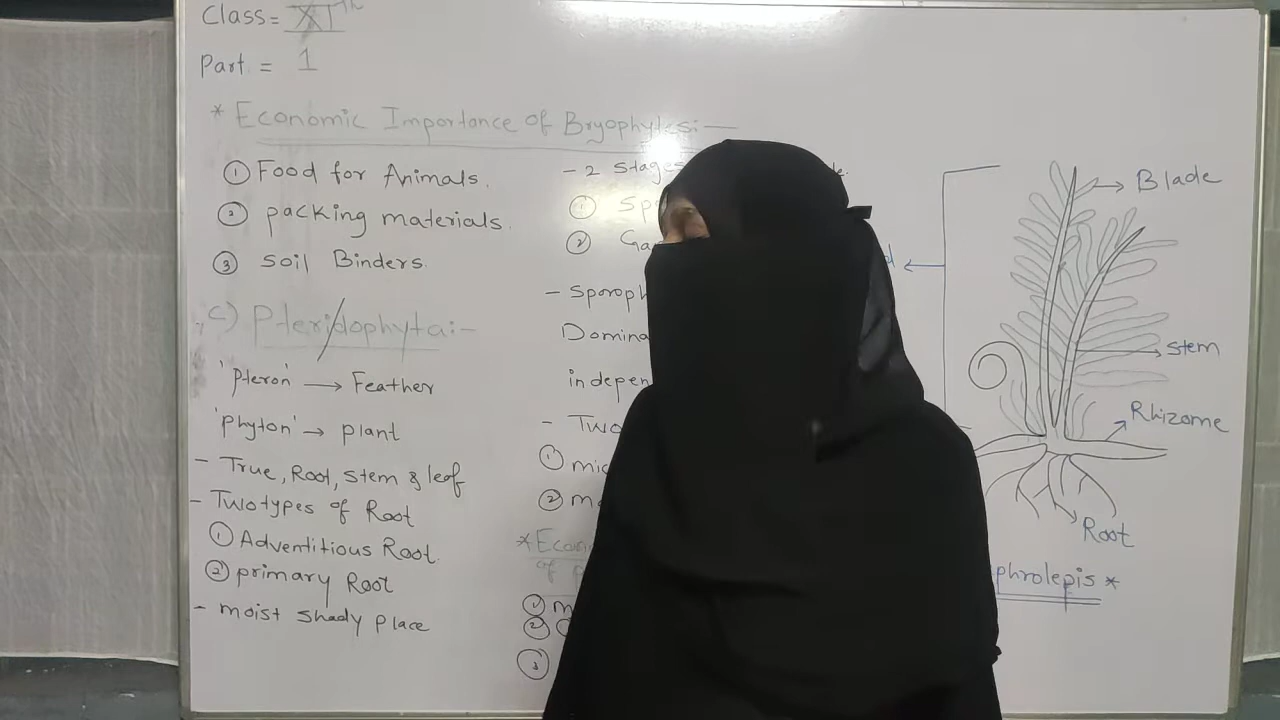 Class = XIth
Part = 1
* Economic Importance of Bryophytes:-
① Food for Animals.
② packing materials.
③ Soil Binders.
C) Pteridophyta:-
'Pteron' → Feather
'Phyton' → plant
- True, Root, stem & leaf
- Two types of Root
① Adventitious Root.
② primary Root
- moist shady place
- 2 stages
① Sp
② Ga
- Sporoph
Domina
indepen
- Two
① mic
② m
* Econ
of
① m
②
③
Blade
stem
Rhizome
Root
phrolepis *